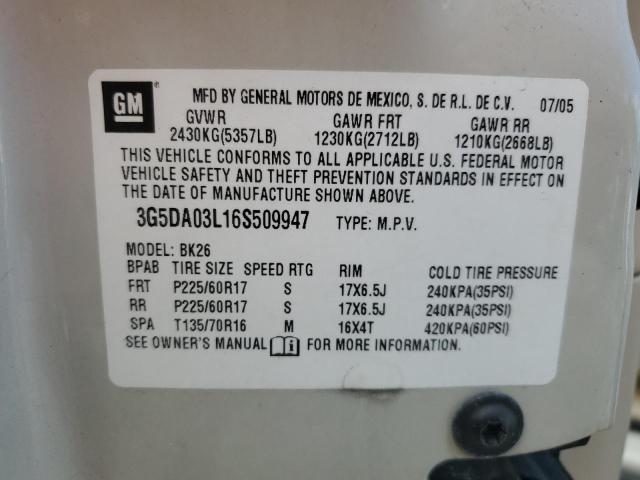 GM
MFD BY GENERAL MOTORS DE MEXICO, S. DE R.L. DE C.V. 07/05
GVWR GAWR FRT GAWR RR
2430KG(5357LB) 1230KG(2712LB) 1210KG(2668LB)
THIS VEHICLE CONFORMS TO ALL APPLICABLE U.S. FEDERAL MOTOR
VEHICLE SAFETY AND THEFT PREVENTION STANDARDS IN EFFECT ON
THE DATE OF MANUFACTURE SHOWN ABOVE.
3G5DA03L16S509947 TYPE: M.P.V.
MODEL: BK26
BPAB TIRE SIZE SPEED RTG RIM COLD TIRE PRESSURE
FRT P225/60R17 S 17X6.5J 240KPA(35PSI)
RR P225/60R17 S 17X6.5J 240KPA(35PSI)
SPA T135/70R16 M 16X4T 420KPA(60PSI)
SEE OWNER'S MANUAL i FOR MORE INFORMATION.